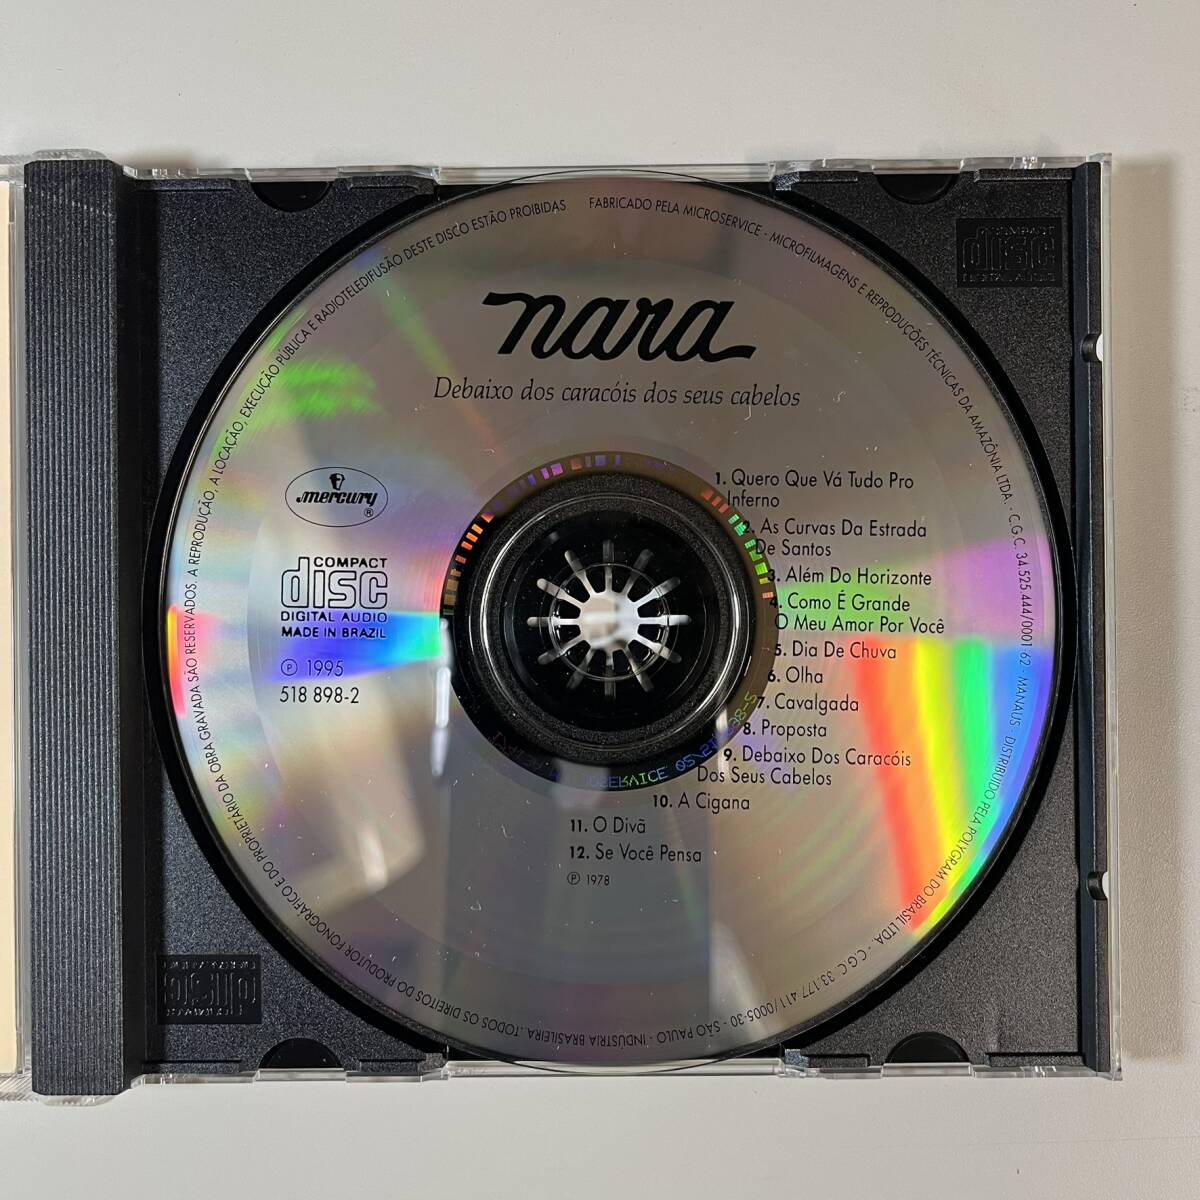 nara
Debaixo dos caracóis dos seus cabelos
mercury
®
COMPACT
disc
DIGITAL AUDIO
MADE IN BRAZIL
℗ 1995
518 898-2
1. Quero Que Vá Tudo Pro
Inferno
2. As Curvas Da Estrada
De Santos
3. Além Do Horizonte
4. Como É Grande
O Meu Amor Por Você
5. Dia De Chuva
6. Olha
7. Cavalgada
8. Proposta
9. Debaixo Dos Caracóis
Dos Seus Cabelos
10. A Cigana
11. O Divã
12. Se Você Pensa
℗ 1978
FABRICADO PELA MICROSERVICE - MICROFILMAGENS E REPRODUÇÕES TÉCNICAS DA AMAZÔNIA LTDA. - C.G.C. 34.525.444/0001.62 - MANAUS - DISTRIBUIDO PELA POLYGRAM DO BRASIL LTDA - C.G.C. 33.177.411/0005-30 - SAO PAULO - INDÚSTRIA BRASILEIRA. TODOS OS DIREITOS DO PRODUTOR FONOGRÁFICO E DO PROPRIETÁRIO DA OBRA GRAVADA SÃO RESERVADOS. A REPRODUÇÃO, A LOCAÇÃO, EXECUÇÃO PÚBLICA E RADIOTELEDIFUSÃO DESTE DISCO ESTÃO PROIBIDAS.
COMPACT
disc
COMPACT
disc